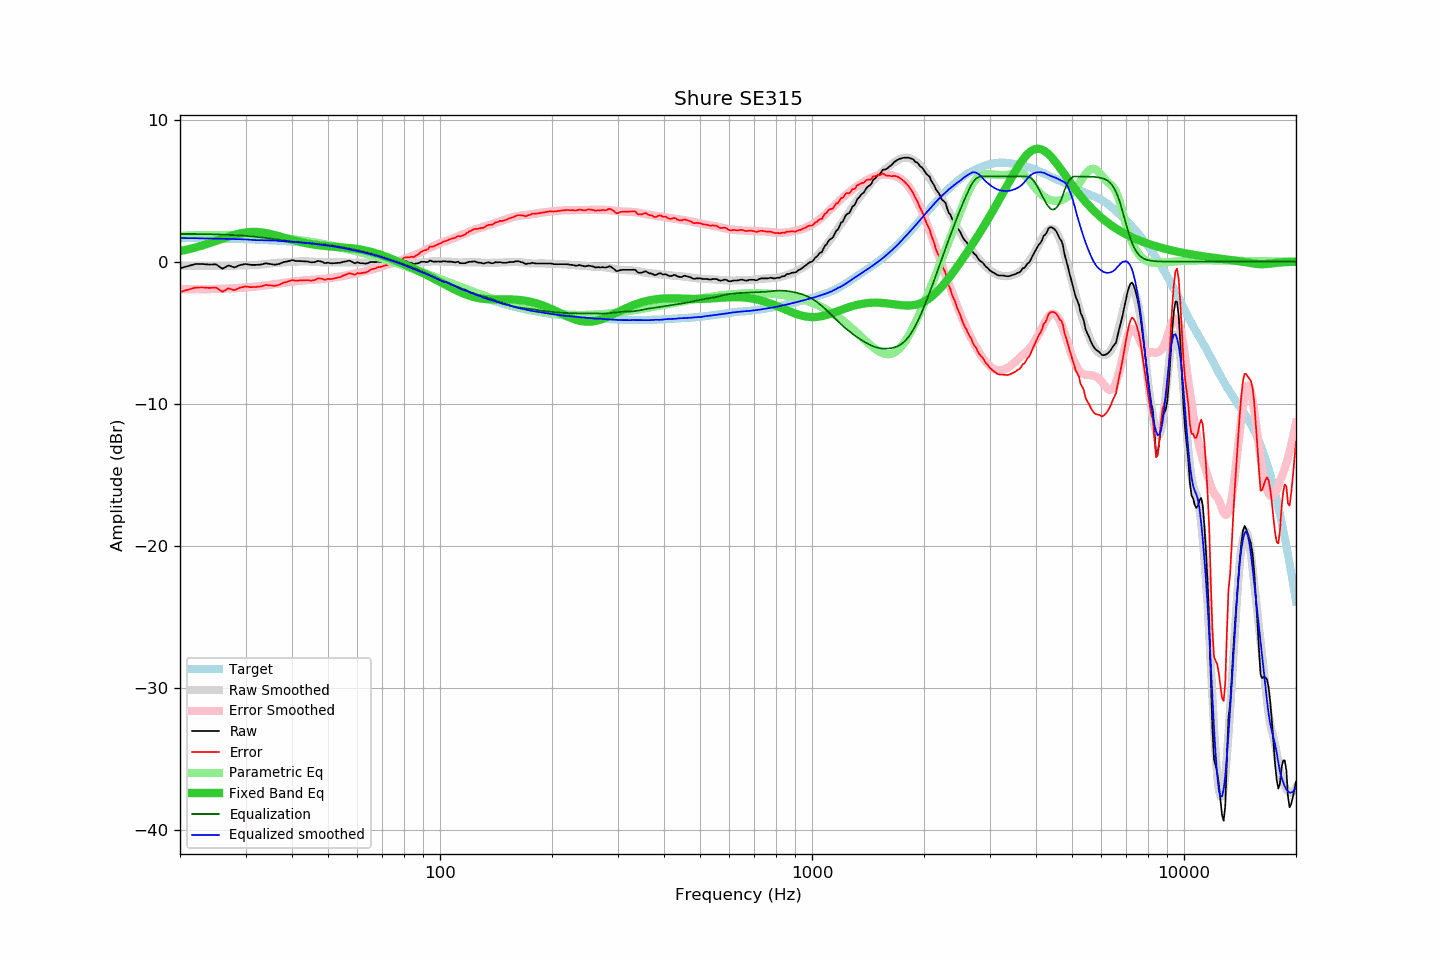 Shure SE315
10
0
−10
−20
−30
−40
Amplitude (dBr)
100
1000
10000
Frequency (Hz)
Target
Raw Smoothed
Error Smoothed
Raw
Error
Parametric Eq
Fixed Band Eq
Equalization
Equalized smoothed